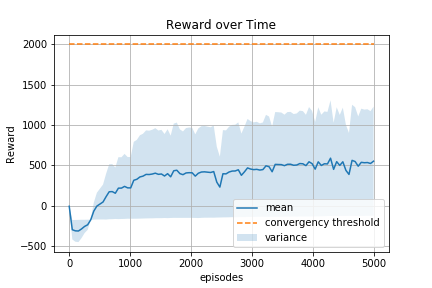 Reward over Time
2000
1500
1000
500
0
−500
Reward
0
1000
2000
3000
4000
5000
episodes
mean
convergency threshold
variance